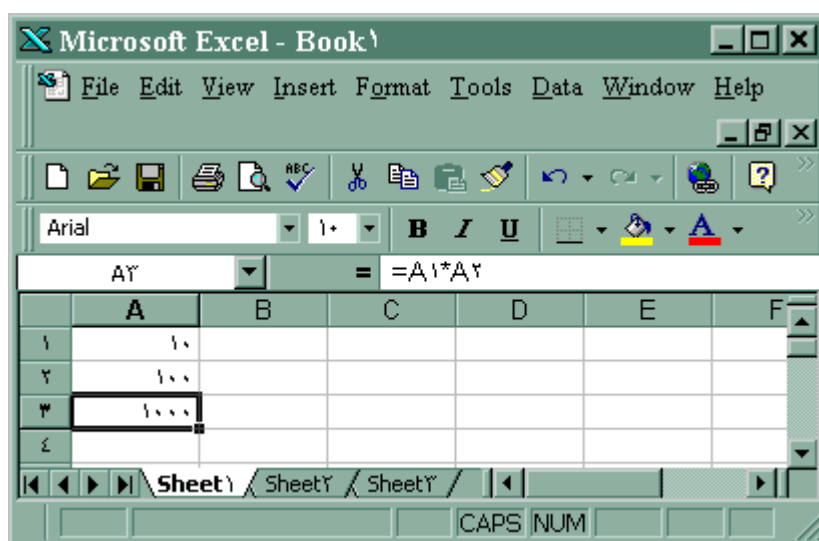 Microsoft Excel - Book١
File Edit View Insert Format Tools Data Window Help
ABC
Arial ١٠ B I U A
A٣ = =A١*A٢
A B C D E F
١ ١٠
٢ ١٠٠
٣ ١٠٠٠
٤
Sheet١ Sheet٢ Sheet٣
CAPS NUM